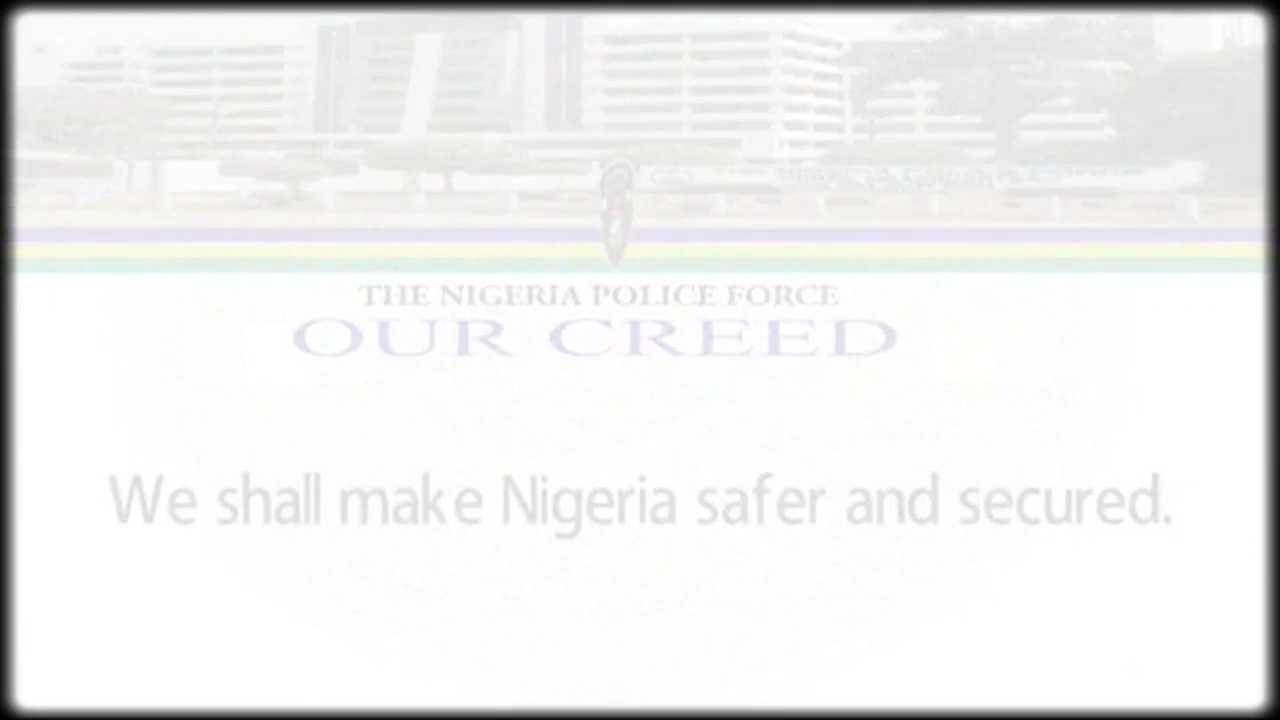 THE NIGERIA POLICE FORCE
OUR CREED
We shall make Nigeria safer and secured.